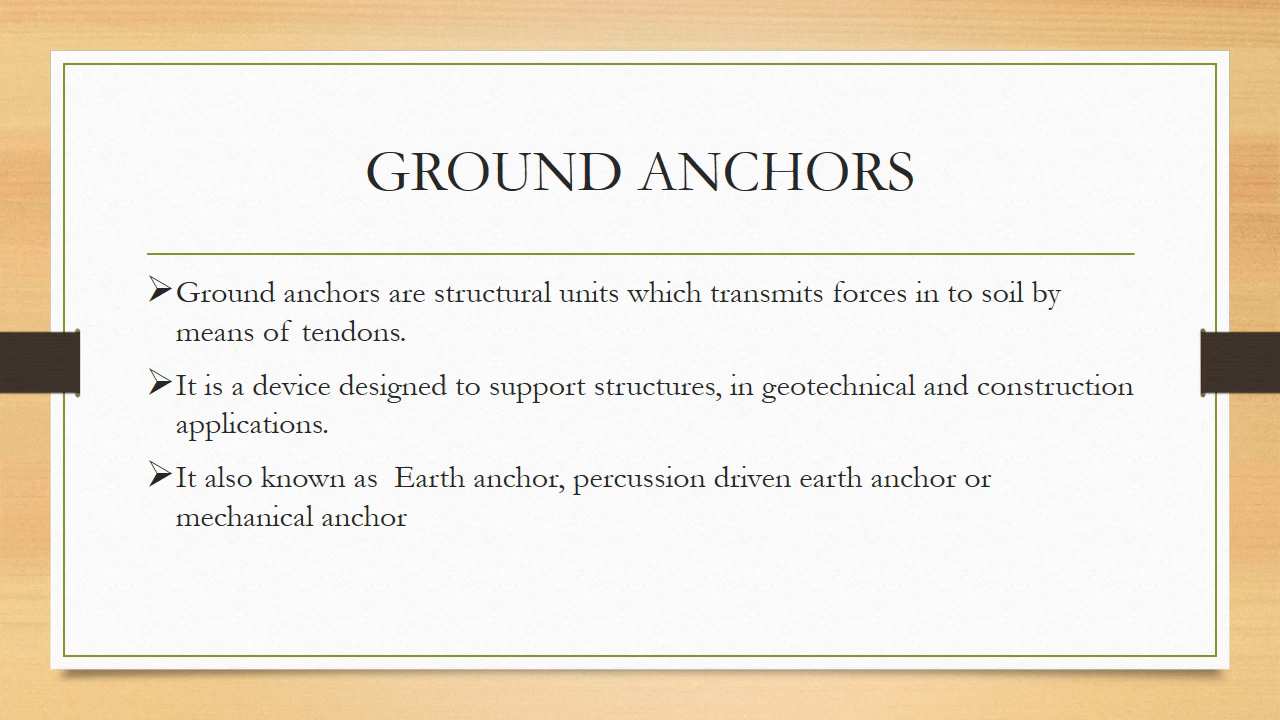 GROUND ANCHORS
➢Ground anchors are structural units which transmits forces in to soil by
means of tendons.
➢It is a device designed to support structures, in geotechnical and construction
applications.
➢It also known as  Earth anchor, percussion driven earth anchor or
mechanical anchor